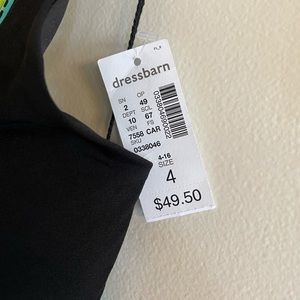 dressbarn
SN OP
2 49
DEPT SCL
10 67
VEN FS
7558 CAR
SKU
0338046
4-16
SIZE
4
$49.50